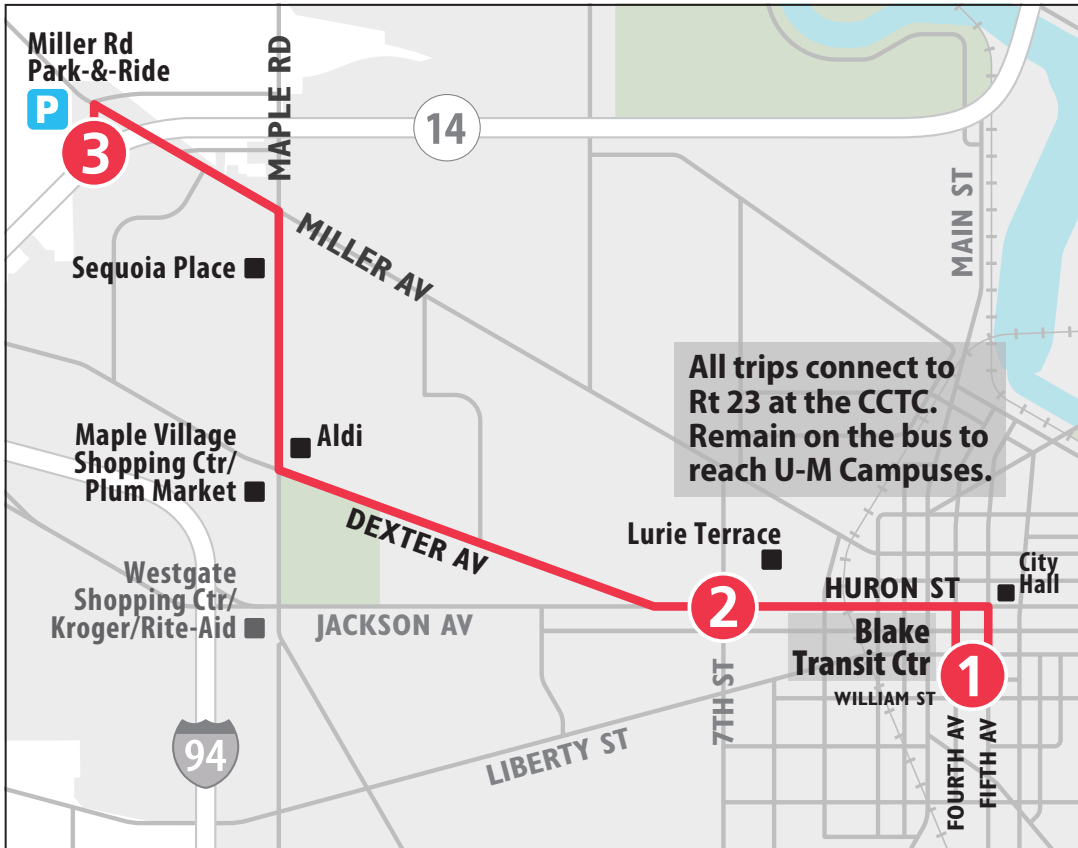 Miller Rd
Park-&-Ride
P
3
MAPLE RD
14
MAIN ST
MILLER AV
Sequoia Place
All trips connect to
Rt 23 at the CCTC.
Remain on the bus to
reach U-M Campuses.
Maple Village
Shopping Ctr/
Plum Market
Aldi
DEXTER AV
Lurie Terrace
City
Hall
Westgate
Shopping Ctr/
Kroger/Rite-Aid
JACKSON AV
2
HURON ST
Blake
Transit Ctr
1
WILLIAM ST
7TH ST
FOURTH AV
FIFTH AV
LIBERTY ST
94